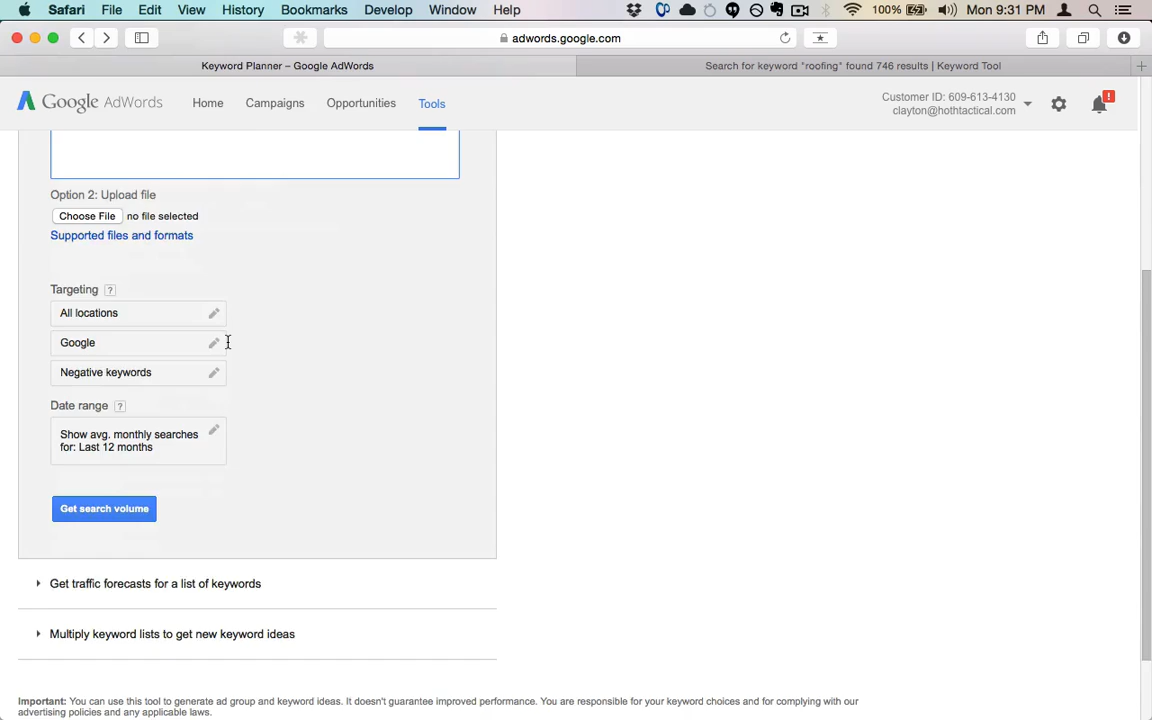 Safari File Edit View History Bookmarks Develop Window Help 100% Mon 9:31 PM
adwords.google.com
Keyword Planner – Google AdWords Search for keyword "roofing" found 746 results | Keyword Tool
Google AdWords Home Campaigns Opportunities Tools
Customer ID: 609-613-4130
clayton@hothtactical.com
!
Option 2: Upload file
Choose File no file selected
Supported files and formats
Targeting ?
All locations
Google
Negative keywords
Date range ?
Show avg. monthly searches
for: Last 12 months
Get search volume
Get traffic forecasts for a list of keywords
Multiply keyword lists to get new keyword ideas
Important: You can use this tool to generate ad group and keyword ideas. It doesn't guarantee improved performance. You are responsible for your keyword choices and for complying with our
advertising policies and any applicable laws.